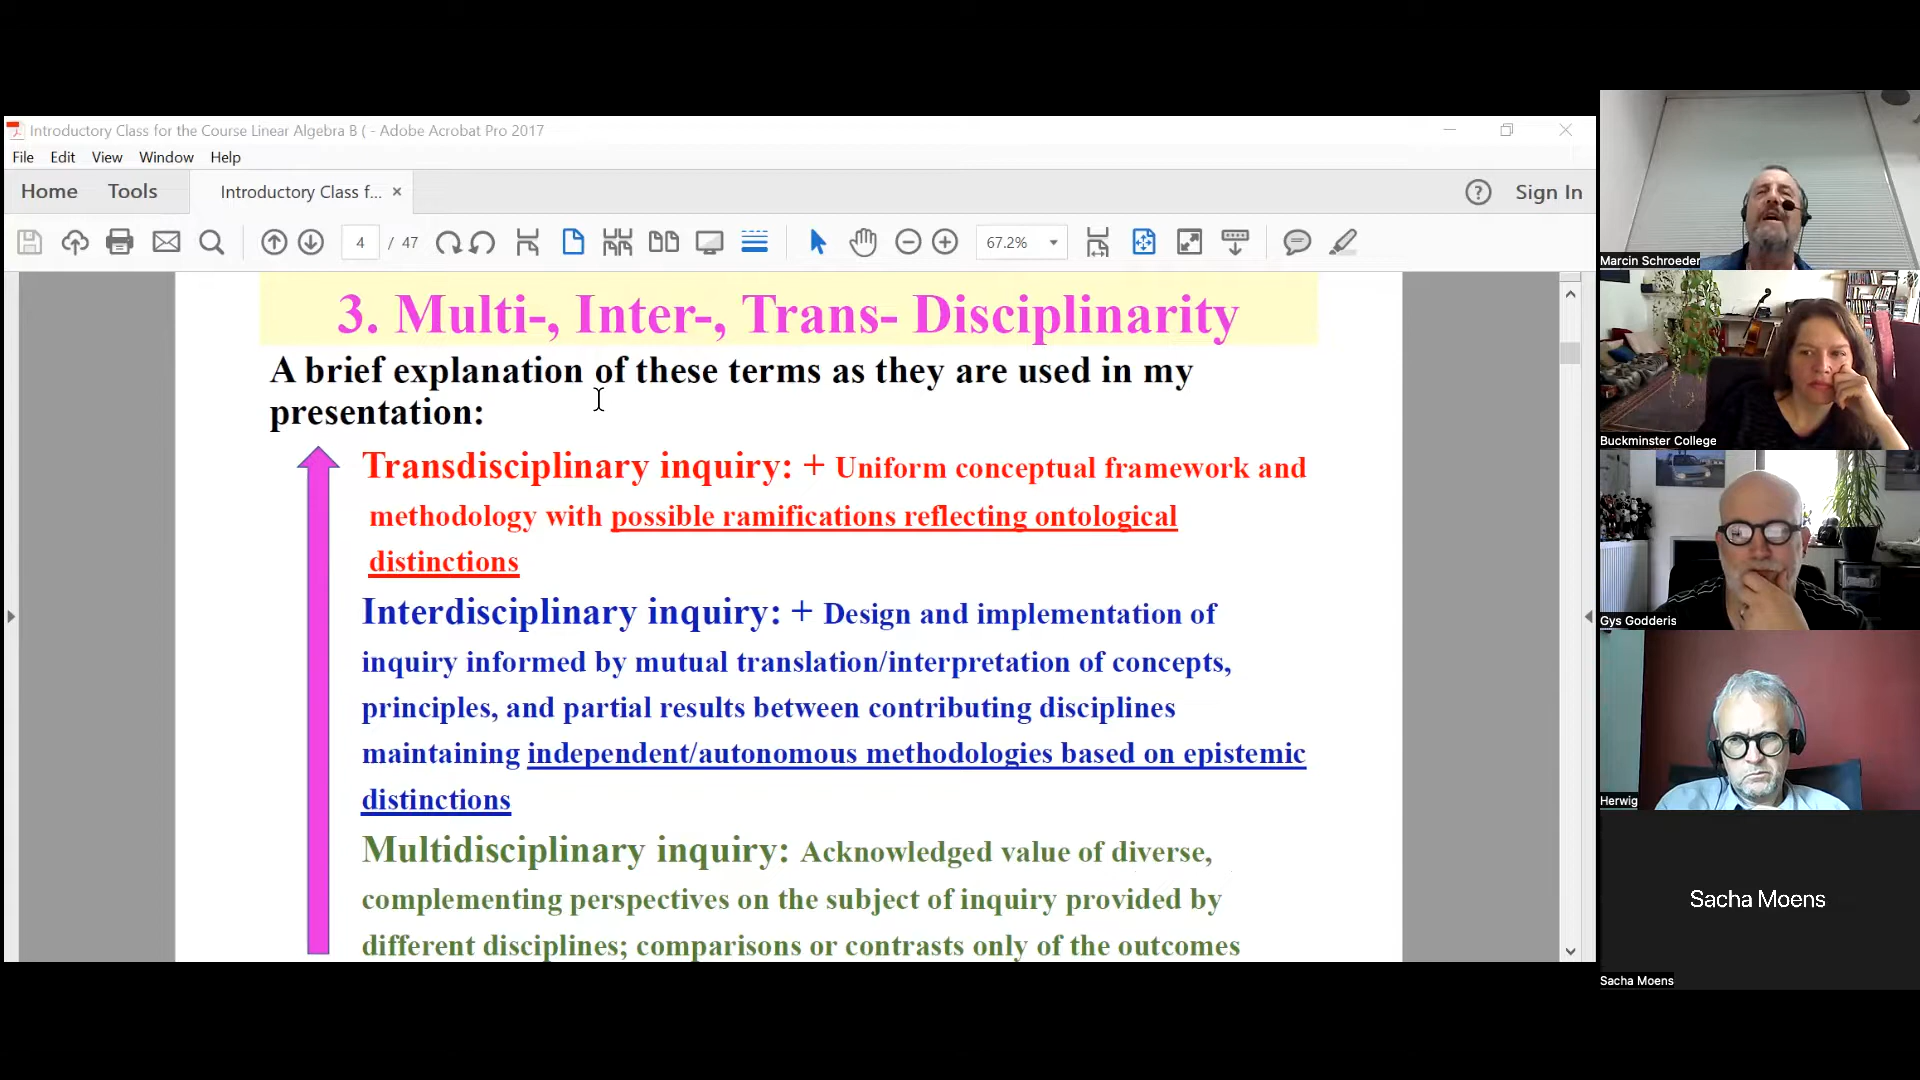 Introductory Class for the Course Linear Algebra B ( - Adobe Acrobat Pro 2017
File Edit View Window Help
Home Tools Introductory Class f... × Sign In
4 / 47 67.2%
3. Multi-, Inter-, Trans- Disciplinarity
A brief explanation of these terms as they are used in my
presentation:
Transdisciplinary inquiry: + Uniform conceptual framework and
methodology with possible ramifications reflecting ontological
distinctions
Interdisciplinary inquiry: + Design and implementation of
inquiry informed by mutual translation/interpretation of concepts,
principles, and partial results between contributing disciplines
maintaining independent/autonomous methodologies based on epistemic
distinctions
Multidisciplinary inquiry: Acknowledged value of diverse,
complementing perspectives on the subject of inquiry provided by
different disciplines; comparisons or contrasts only of the outcomes
Marcin Schroeder
Buckminster College
Gys Godderis
Herwig
Sacha Moens
Sacha Moens